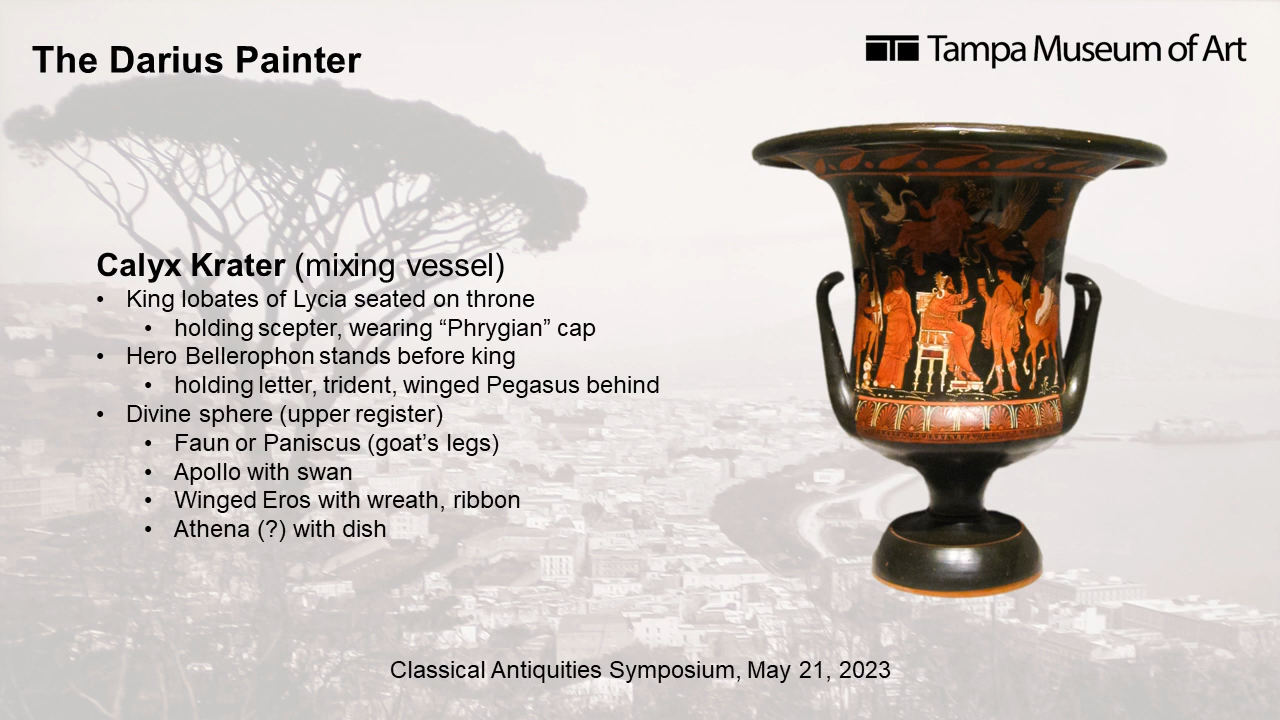 The Darius Painter
Tampa Museum of Art
Calyx Krater (mixing vessel)
• King Iobates of Lycia seated on throne
• holding scepter, wearing “Phrygian” cap
• Hero Bellerophon stands before king
• holding letter, trident, winged Pegasus behind
• Divine sphere (upper register)
• Faun or Paniscus (goat’s legs)
• Apollo with swan
• Winged Eros with wreath, ribbon
• Athena (?) with dish
Classical Antiquities Symposium, May 21, 2023